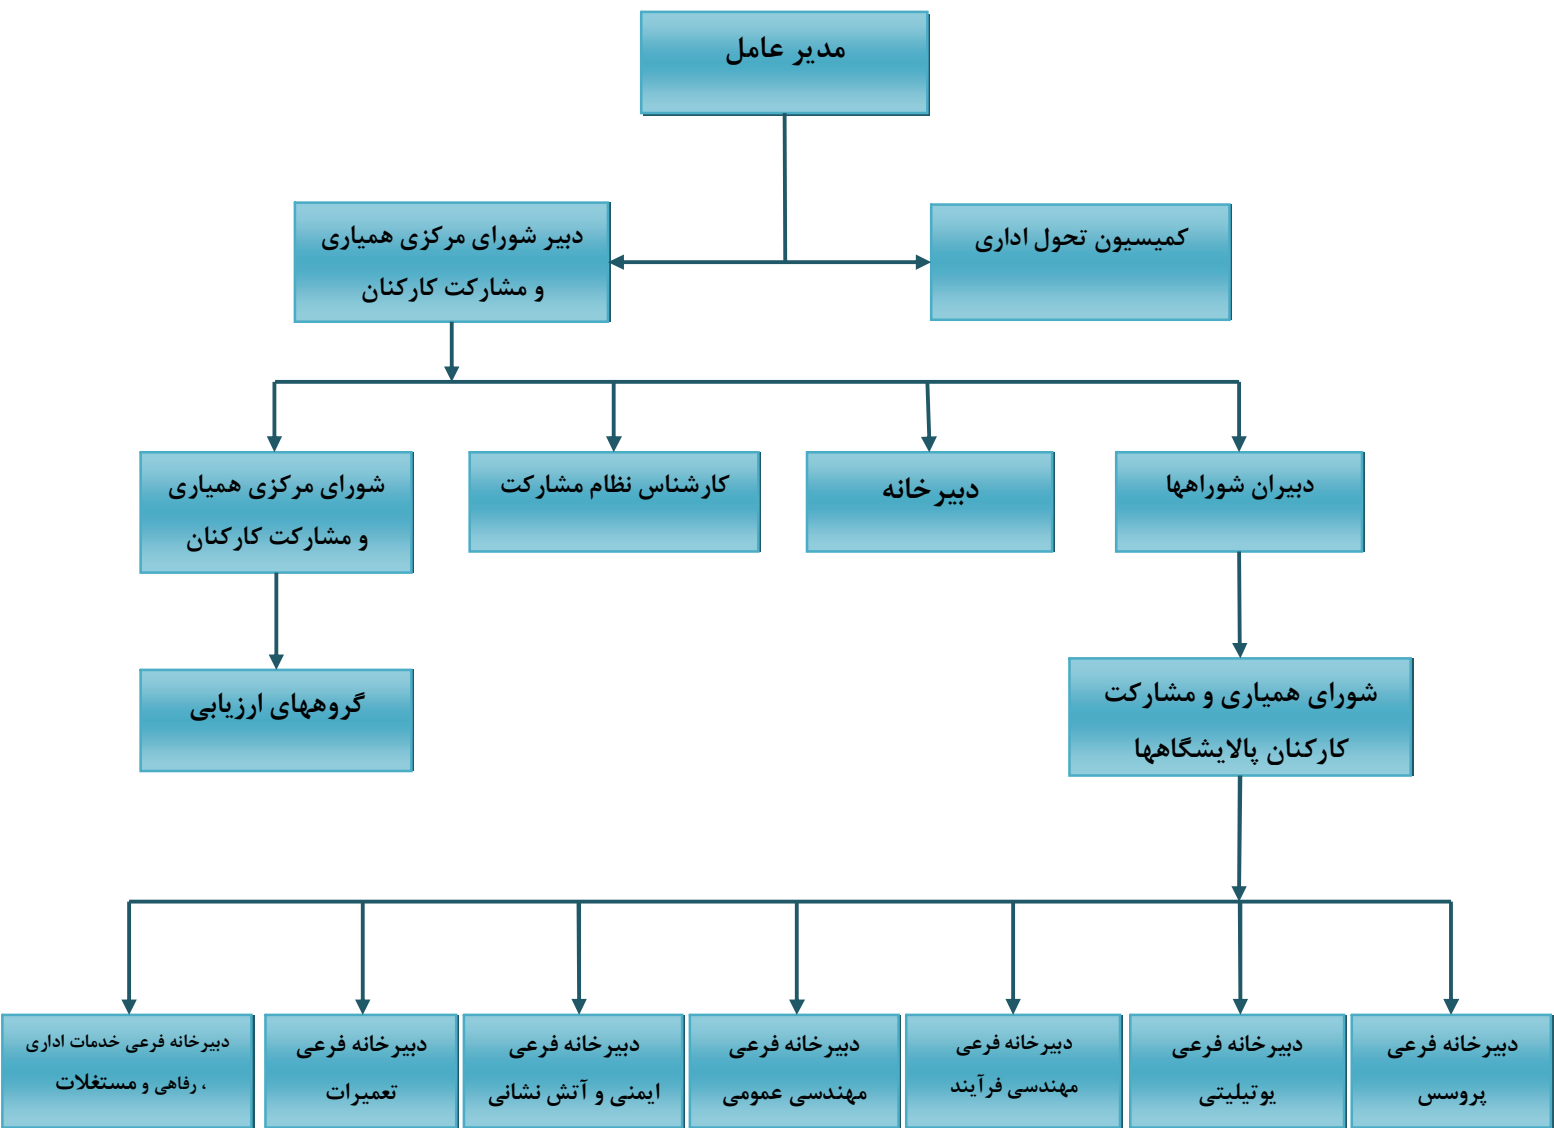 مدیر عامل
کمیسیون تحول اداری
دبیر شورای مرکزی همیاری
و مشارکت کارکنان
دبیران شوراهها
دبیرخانه
کارشناس نظام مشارکت
شورای مرکزی همیاری
و مشارکت کارکنان
شورای همیاری و مشارکت
کارکنان پالایشگاهها
گروههای ارزیابی
دبیرخانه فرعی
پروسس
دبیرخانه فرعی
یوتیلیتی
دبیرخانه فرعی
مهندسی فرآیند
دبیرخانه فرعی
مهندسی عمومی
دبیرخانه فرعی
ایمنی و آتش نشانی
دبیرخانه فرعی
تعمیرات
دبیرخانه فرعی خدمات اداری
، رفاهی و مستغلات